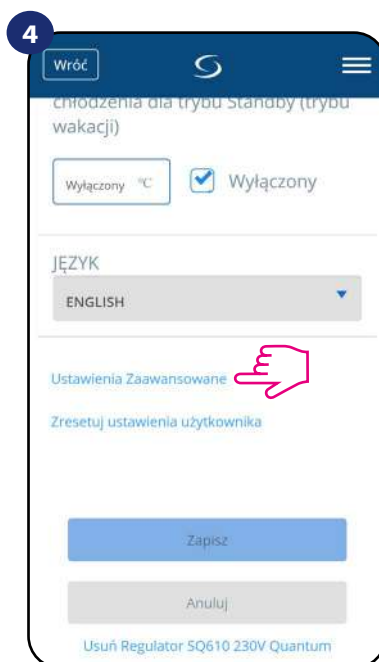 4
Wróć
chłodzenia dla trybu Standby (trybu
wakacji)
Wyłączony °C
Wyłączony
JĘZYK
ENGLISH
Ustawienia Zaawansowane
Zresetuj ustawienia użytkownika
Zapisz
Anuluj
Usuń Regulator SQ610 230V Quantum